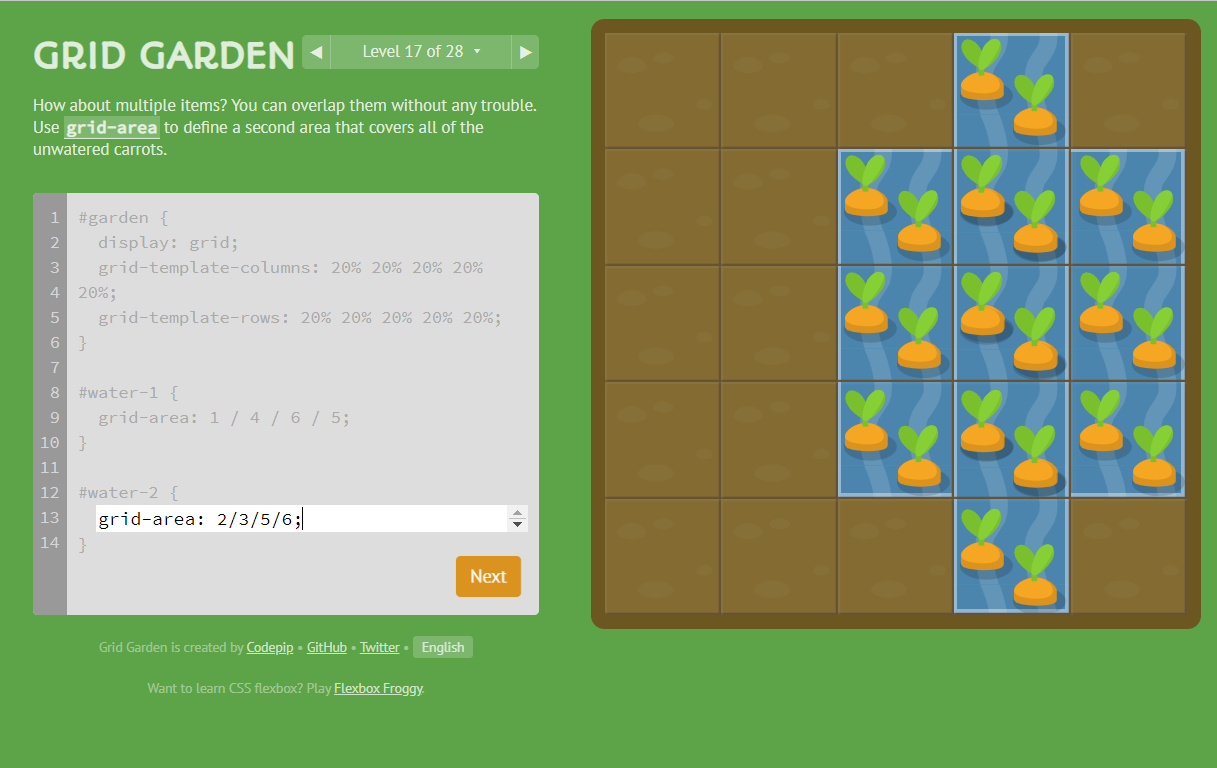 GRID GARDEN
◀ Level 17 of 28 ▾ ▶
How about multiple items? You can overlap them without any trouble.
Use grid-area to define a second area that covers all of the
unwatered carrots.
1 #garden {
2 display: grid;
3 grid-template-columns: 20% 20% 20% 20%
4 20%;
5 grid-template-rows: 20% 20% 20% 20% 20%;
6 }
7
8 #water-1 {
9 grid-area: 1 / 4 / 6 / 5;
10 }
11
12 #water-2 {
13 grid-area: 2/3/5/6;
14 }
Next
Grid Garden is created by Codepip • GitHub • Twitter • English
Want to learn CSS flexbox? Play Flexbox Froggy.